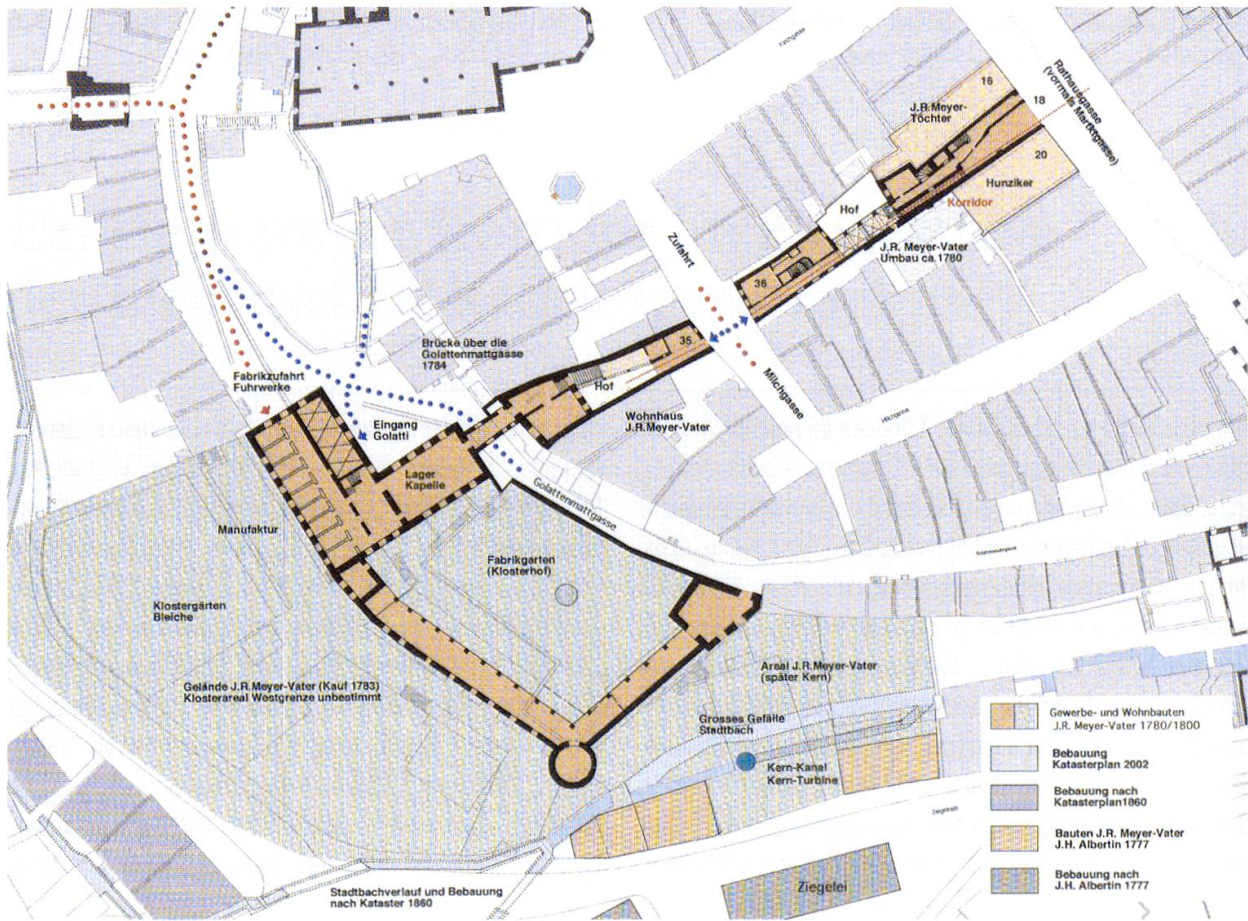 Kirchgasse
Rathausgasse
(vormals Marktgasse)
16
J.R.Meyer-
Töchter
18
20
Hunziker
Korridor
Hof
J.R. Meyer-Vater
Umbau ca.1780
Zufahrt
36
Brücke über die
Golattenmattgasse
1784
35
Hof
Milchgasse
Fabrikzufahrt
Fuhrwerke
Eingang
Golatti
Wohnhaus
J.R.Meyer-Vater
Lager
Kapelle
Golattenmattgasse
Manufaktur
Fabrikgarten
(Klosterhof)
Klostergärten
Bleiche
Areal J.R.Meyer-Vater
(später Kern)
Gelände J.R.Meyer-Vater (Kauf 1783)
Klosterareal Westgrenze unbestimmt
Grosses Gefälle
Stadtbach
Kern-Kanal
Kern-Turbine
Ziegelrain
Gewerbe- und Wohnbauten
J.R. Meyer-Vater 1780/1800
Bebauung
Katasterplan 2002
Bebauung nach
Katasterplan1860
Bauten J.R. Meyer-Vater
J.H. Albertin 1777
Bebauung nach
J.H. Albertin 1777
Ziegelei
Stadtbachverlauf und Bebauung
nach Kataster 1860